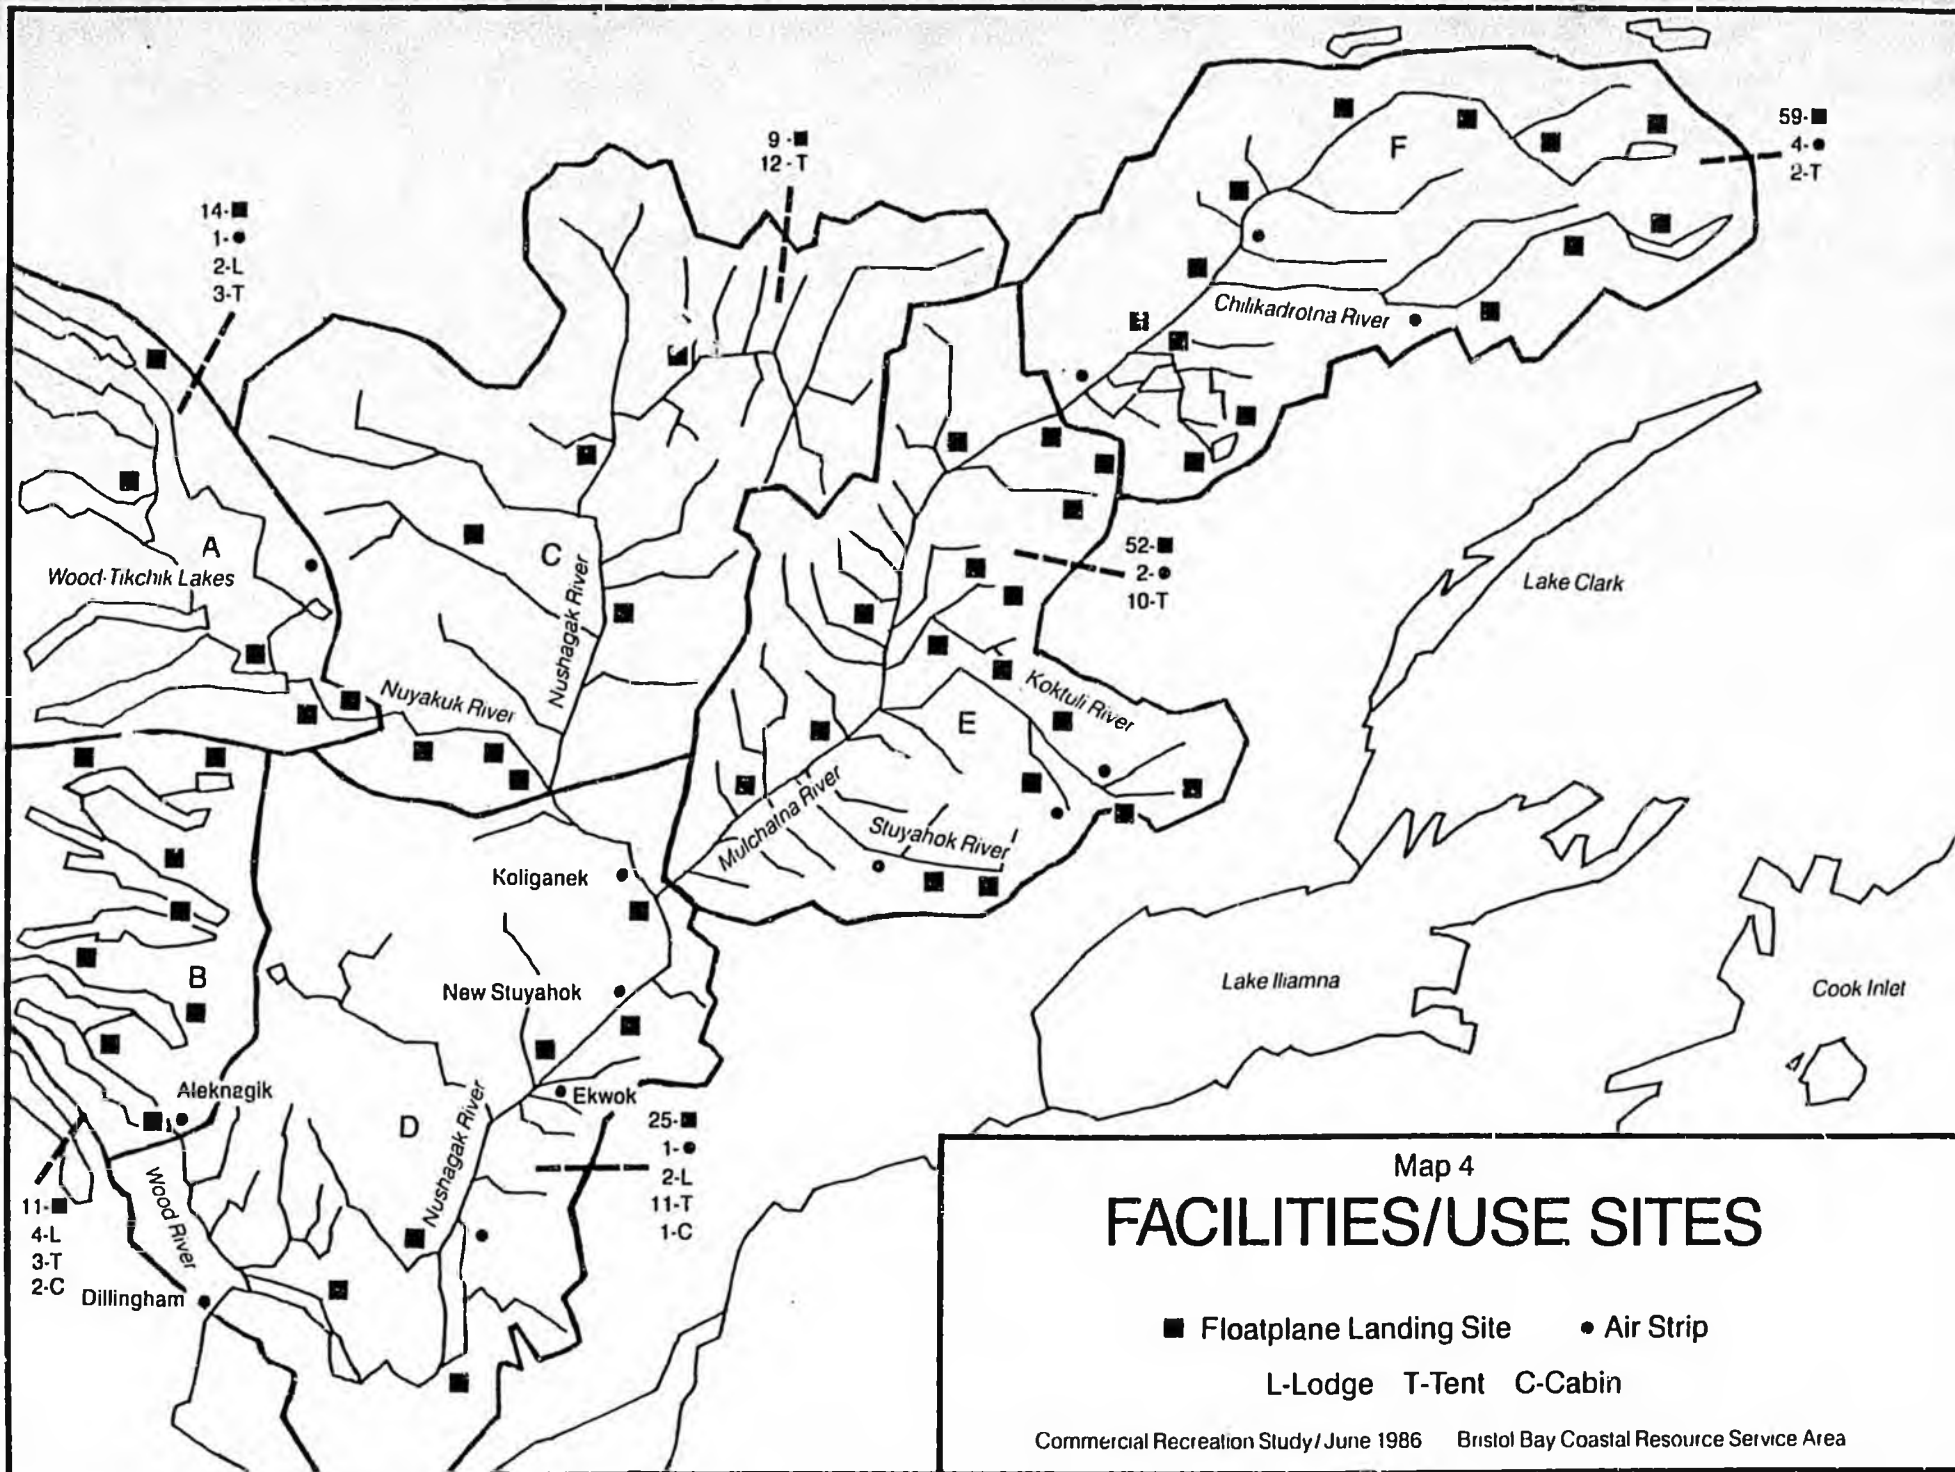 59-■
4-●
2-T
9-■
12-T
14-■
1-●
2-L
3-T
F
Chilikadrotna River
A
Wood-Tikchik Lakes
C
Nushagak River
52-■
2-●
10-T
Lake Clark
Nuyakuk River
Koktuli River
E
Mulchatna River
Stuyahok River
Koliganek
B
New Stuyahok
Lake Iliamna
Cook Inlet
Aleknagik
Ekwok
D
Nushagak River
25-■
1-●
2-L
11-T
1-C
Wood River
11-■
4-L
3-T
2-C
Dillingham
Map 4
FACILITIES/USE SITES
■ Floatplane Landing Site ● Air Strip
L-Lodge T-Tent C-Cabin
Commercial Recreation Study/June 1986 Bristol Bay Coastal Resource Service Area